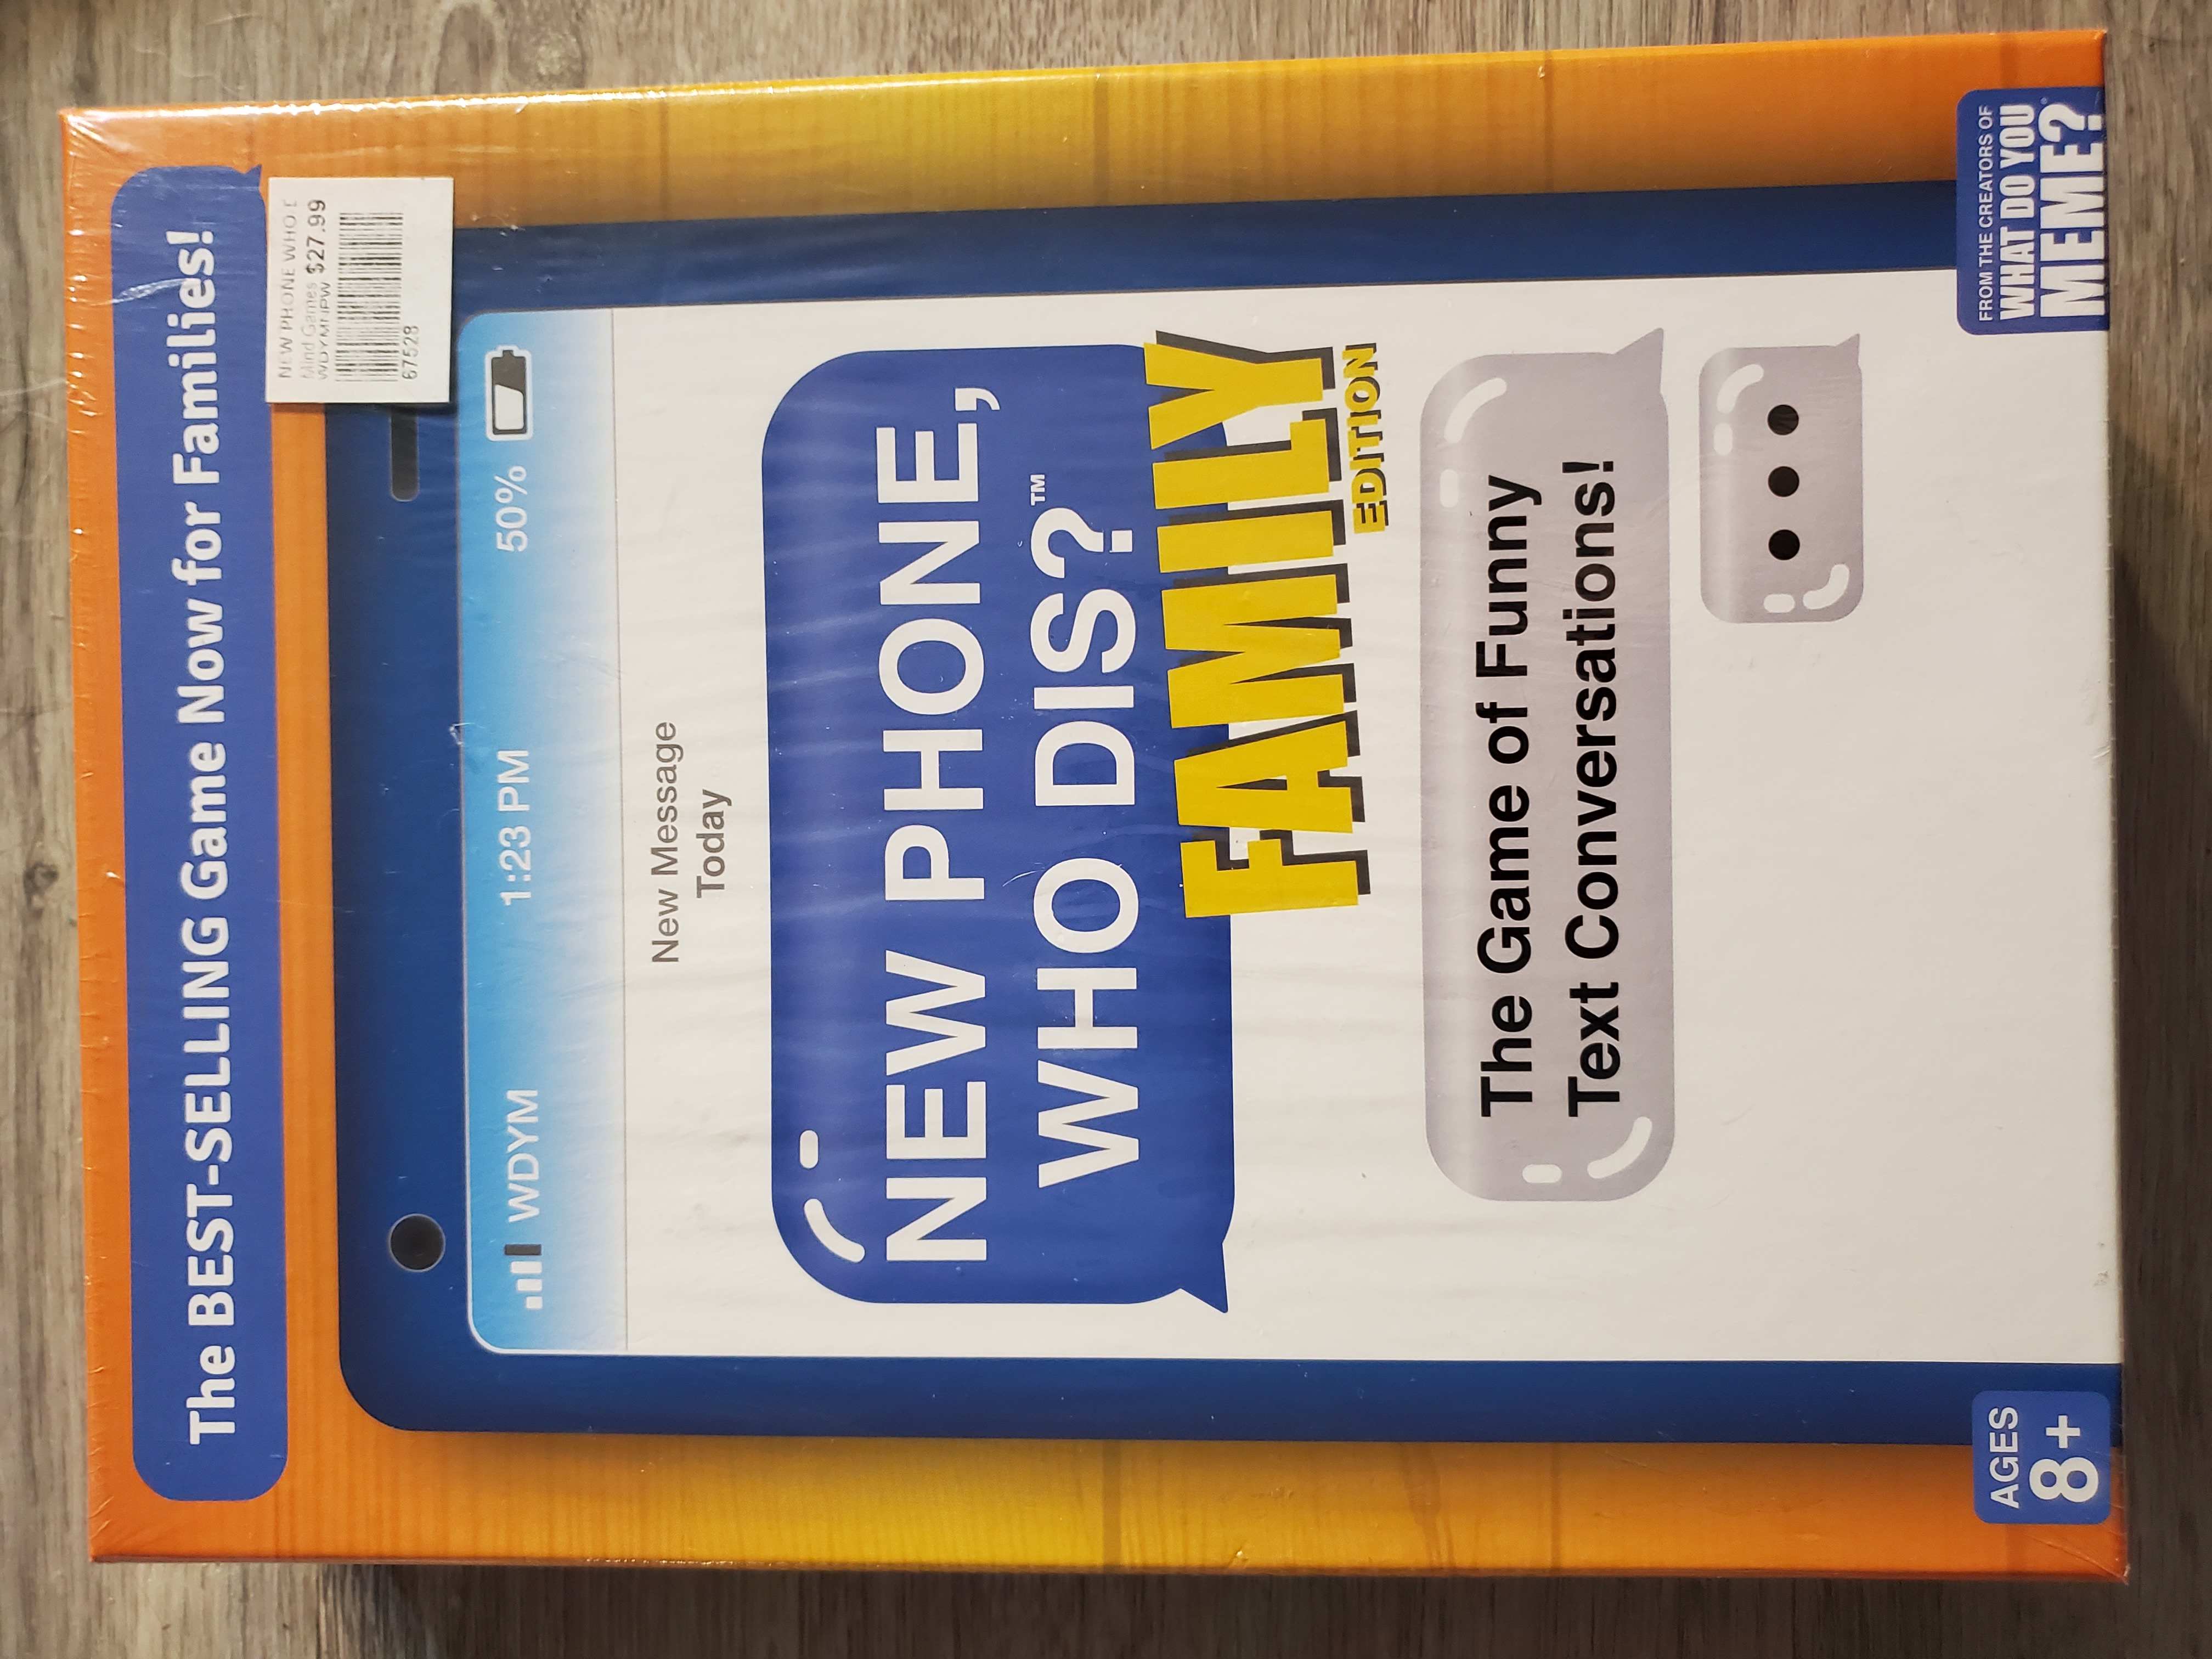 The BEST-SELLING Game Now for Families!
NEW PHONE WHO D
Mind Games $27.99
67528
WDYM 1:23 PM 50%
New Message
Today
NEW PHONE,
WHO DIS?™
FAMILY
EDITION
The Game of Funny
Text Conversations!
AGES
8+
FROM THE CREATORS OF
WHAT DO YOU
MEME?